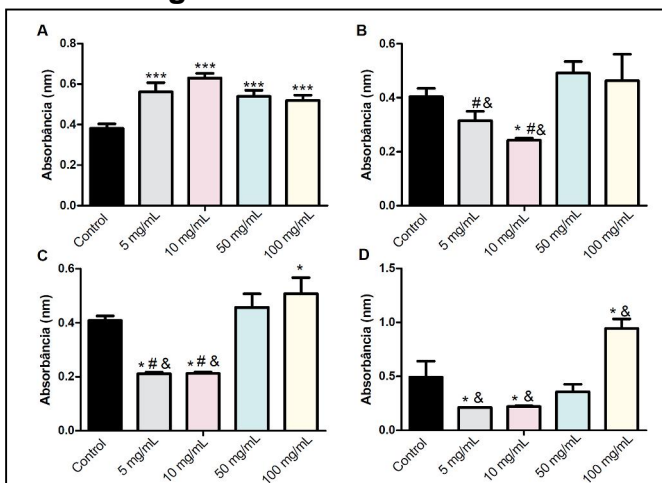 A
Absorbância (nm)
0.8
0.6
0.4
0.2
0.0
***
***
***
***
Control
5 mg/mL
10 mg/mL
50 mg/mL
100 mg/mL
B
Absorbância (nm)
0.6
0.4
0.2
0.0
#&
* #&
Control
5 mg/mL
10 mg/mL
50 mg/mL
100 mg/mL
C
Absorbância (nm)
0.6
0.4
0.2
0.0
* # &
* # &
*
Control
5 mg/mL
10 mg/mL
50 mg/mL
100 mg/mL
D
Absorbância (nm)
1.5
1.0
0.5
0.0
* &
* &
* &
Control
5 mg/mL
10 mg/mL
50 mg/mL
100 mg/mL